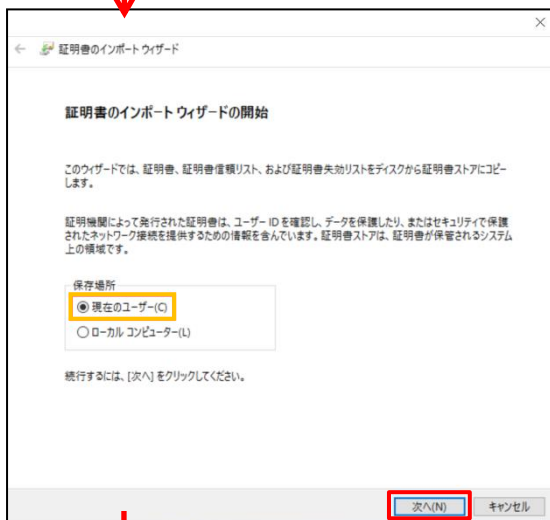 証明書のインポート ウィザード
証明書のインポート ウィザードの開始
このウィザードでは、証明書、証明書信頼リスト、および証明書失効リストをディスクから証明書ストアにコピー
します。
証明機関によって発行された証明書は、ユーザー ID を確認し、データを保護したり、またはセキュリティで保護
されたネットワーク接続を提供するための情報を含んでいます。証明書ストアは、証明書が保管されるシステム
上の領域です。
保存場所
現在のユーザー(C)
ローカル コンピューター(L)
続行するには、[次へ] をクリックしてください。
次へ(N)
キャンセル